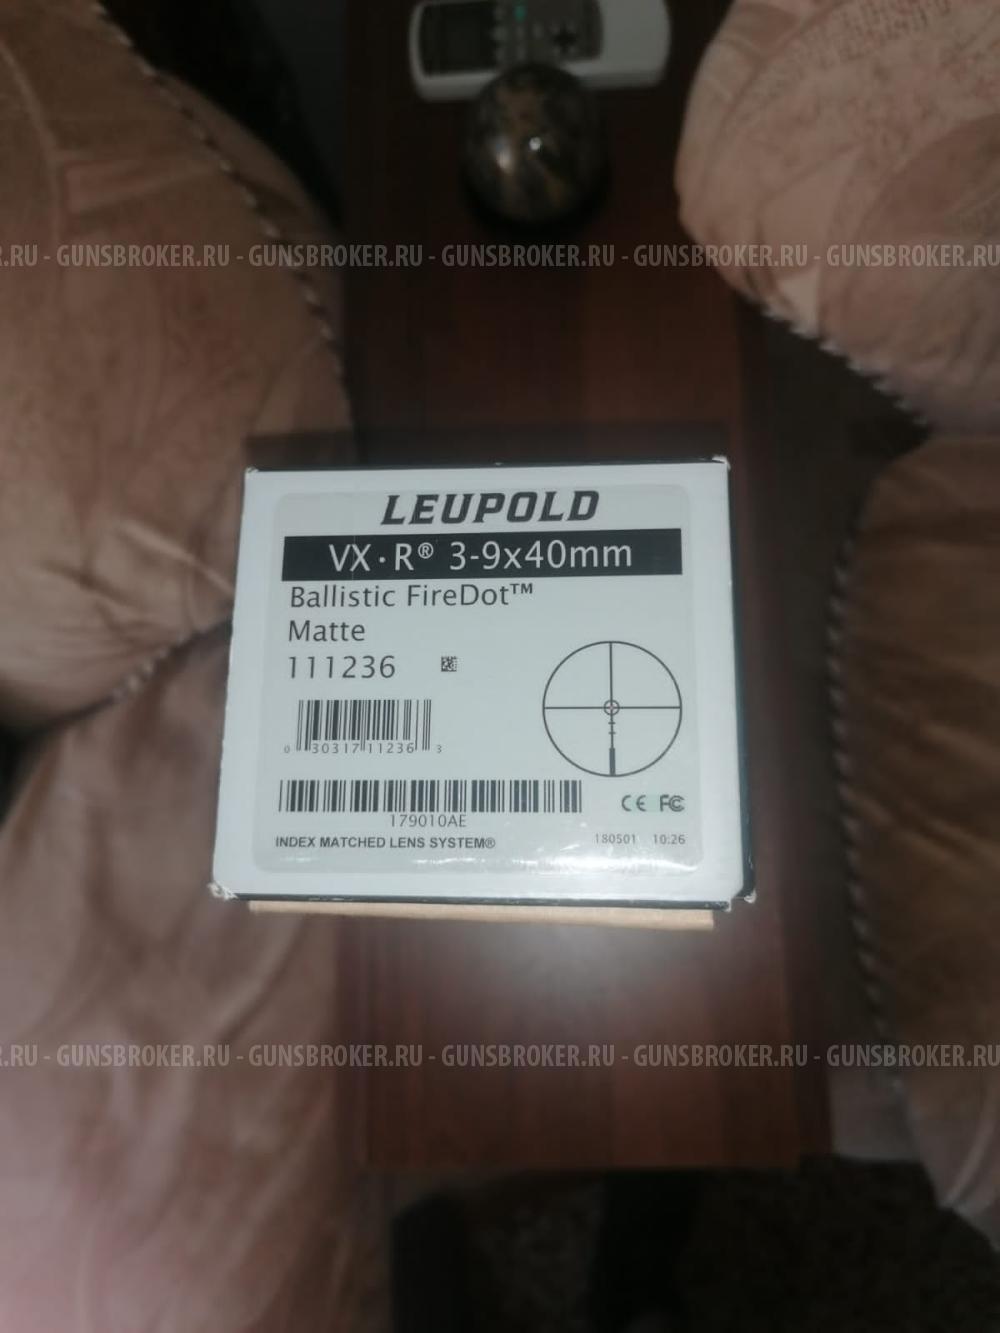 .RU - GUNSBROKER.RU - GUNSBROKER.RU - GUNSBROKER.RU - GUNSBROKER.RU - GUNSBROKER.RU
LEUPOLD
VX·R® 3-9x40mm
Ballistic FireDot™
Matte
111236
0 30317 11236 3
179010AE
CE FC
INDEX MATCHED LENS SYSTEM®
180501 10:26
.RU - GUNSBROKER.RU - GUNSBROKER.RU - GUNSBROKER.RU - GUNSBROKER.RU - GUNSBROKER.RU